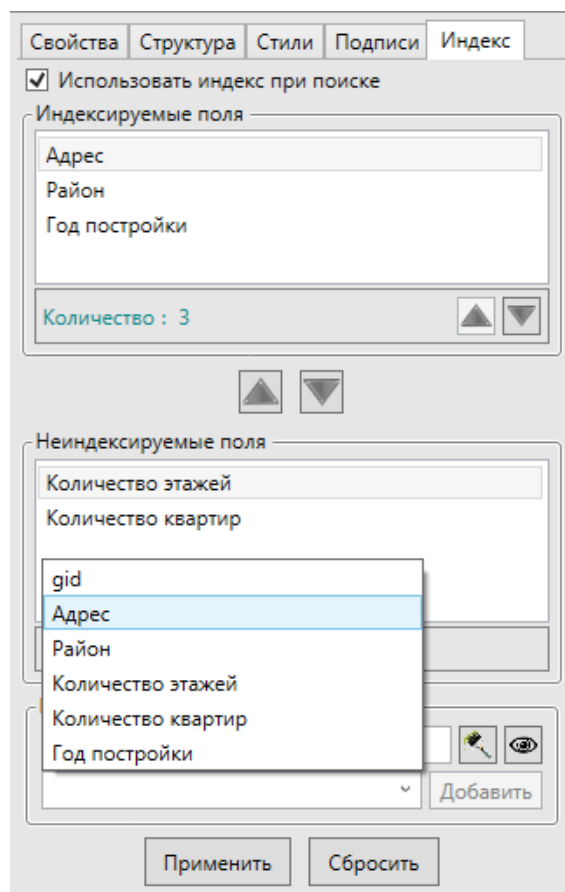 Свойства Структура Стили Подписи Индекс
Использовать индекс при поиске
Индексируемые поля
Адрес
Район
Год постройки
Количество : 3
Неиндексируемые поля
Количество этажей
Количество квартир
gid
Адрес
Район
Количество этажей
Количество квартир
Год постройки
Добавить
Применить Сбросить